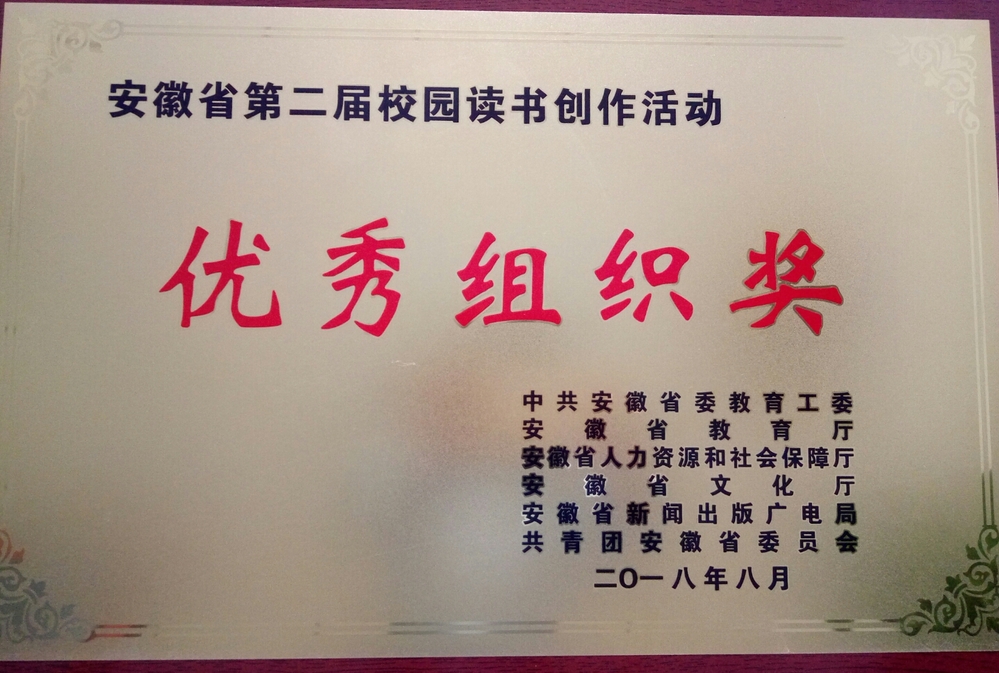 安徽省第二届校园读书创作活动
优秀组织奖
中共安徽省委教育工委
安徽省教育厅
安徽省人力资源和社会保障厅
安徽省文化厅
安徽省新闻出版广电局
共青团安徽省委员会
二〇一八年八月